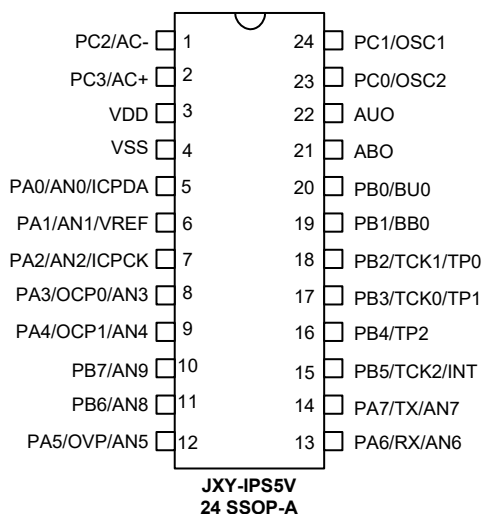 PC2/AC- 1 24 PC1/OSC1
PC3/AC+ 2 23 PC0/OSC2
VDD 3 22 AUO
VSS 4 21 ABO
PA0/AN0/ICPDA 5 20 PB0/BU0
PA1/AN1/VREF 6 19 PB1/BB0
PA2/AN2/ICPCK 7 18 PB2/TCK1/TP0
PA3/OCP0/AN3 8 17 PB3/TCK0/TP1
PA4/OCP1/AN4 9 16 PB4/TP2
PB7/AN9 10 15 PB5/TCK2/INT
PB6/AN8 11 14 PA7/TX/AN7
PA5/OVP/AN5 12 13 PA6/RX/AN6
JXY-IPS5V
24 SSOP-A